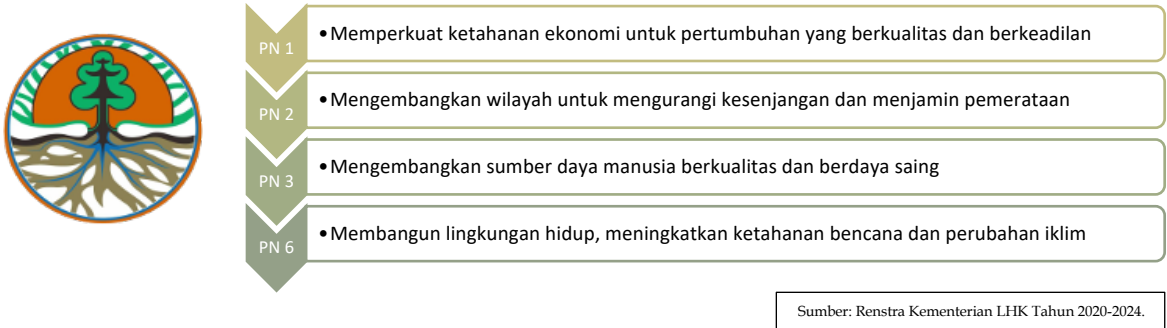 PN 1
•Memperkuat ketahanan ekonomi untuk pertumbuhan yang berkualitas dan berkeadilan
PN 2
•Mengembangkan wilayah untuk mengurangi kesenjangan dan menjamin pemerataan
PN 3
•Mengembangkan sumber daya manusia berkualitas dan berdaya saing
PN 6
•Membangun lingkungan hidup, meningkatkan ketahanan bencana dan perubahan iklim
Sumber: Renstra Kementerian LHK Tahun 2020-2024.